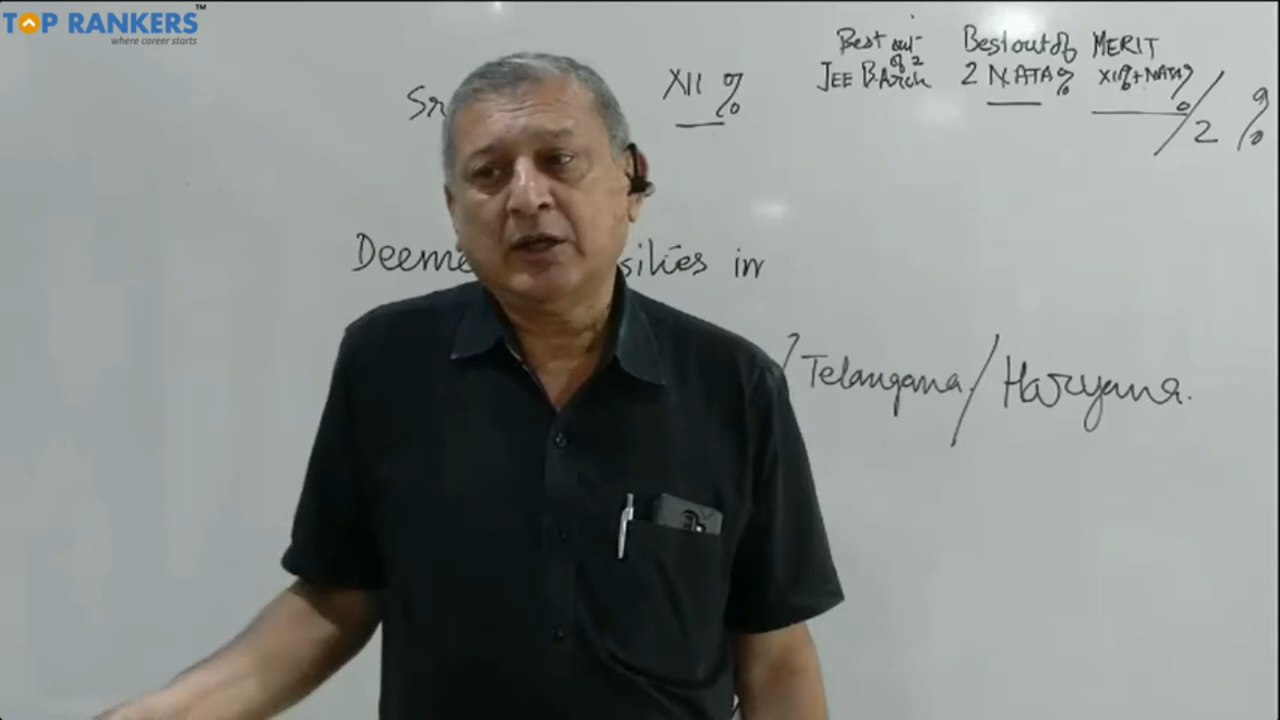 TOP RANKERS™
where career starts
Sr
XII %
Best out of 2 JEE B.Arch
Best out of 2 NATA %
MERIT
XII% + NATA% / 2 %
Deeme sities in
/ Telangana / Haryana.